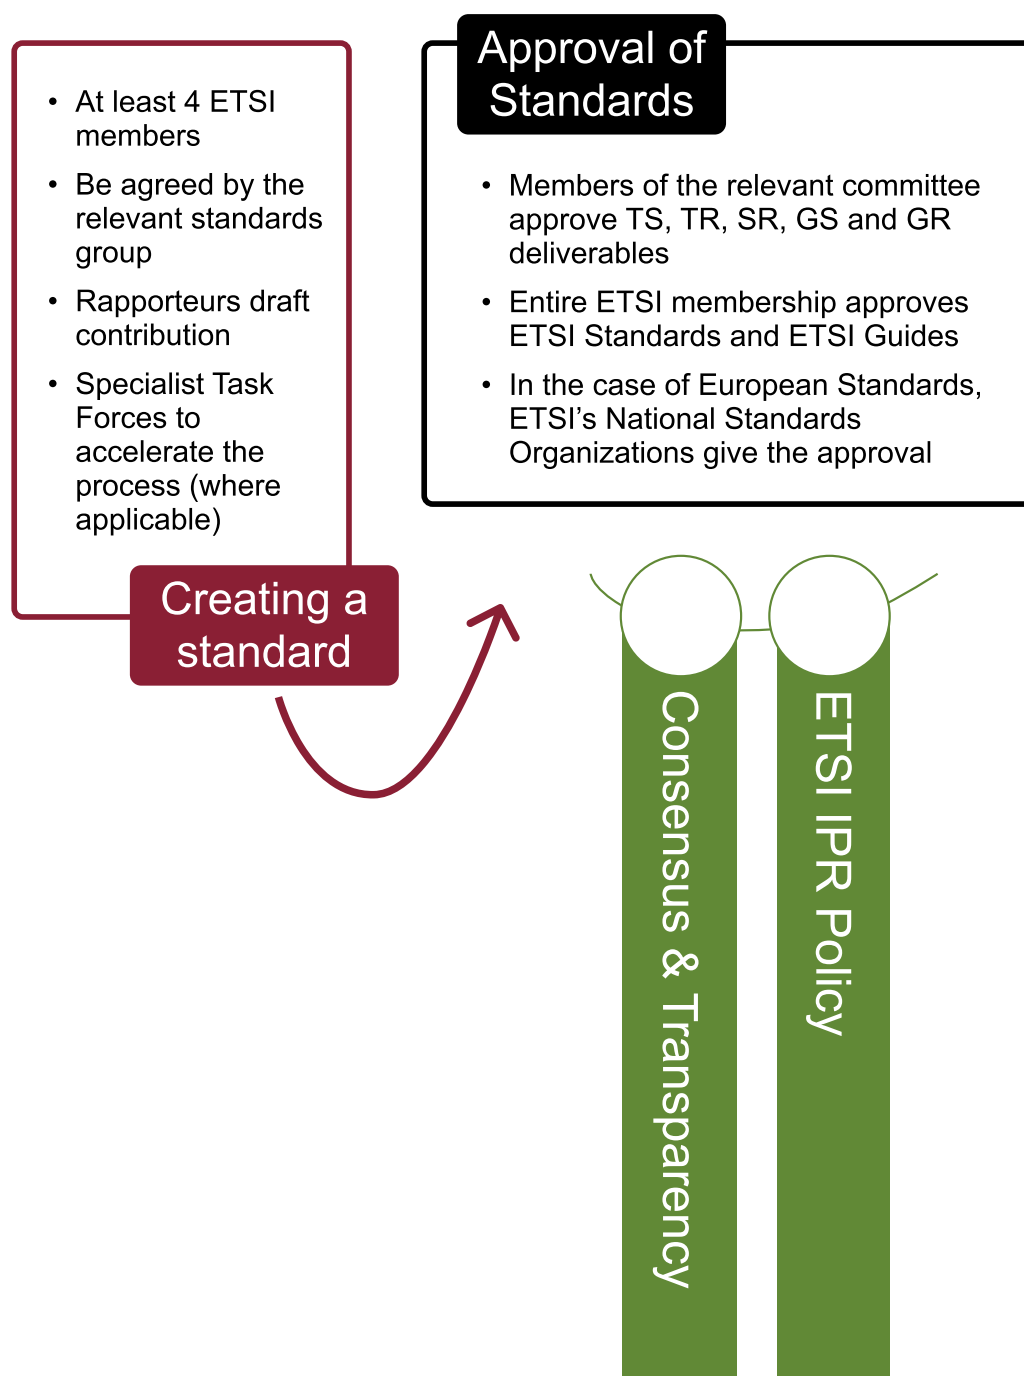 • At least 4 ETSI
members
• Be agreed by the
relevant standards
group
• Rapporteurs draft
contribution
• Specialist Task
Forces to
accelerate the
process (where
applicable)
Creating a
standard
Approval of
Standards
• Members of the relevant committee
approve TS, TR, SR, GS and GR
deliverables
• Entire ETSI membership approves
ETSI Standards and ETSI Guides
• In the case of European Standards,
ETSI’s National Standards
Organizations give the approval
Consensus & Transparency
ETSI IPR Policy